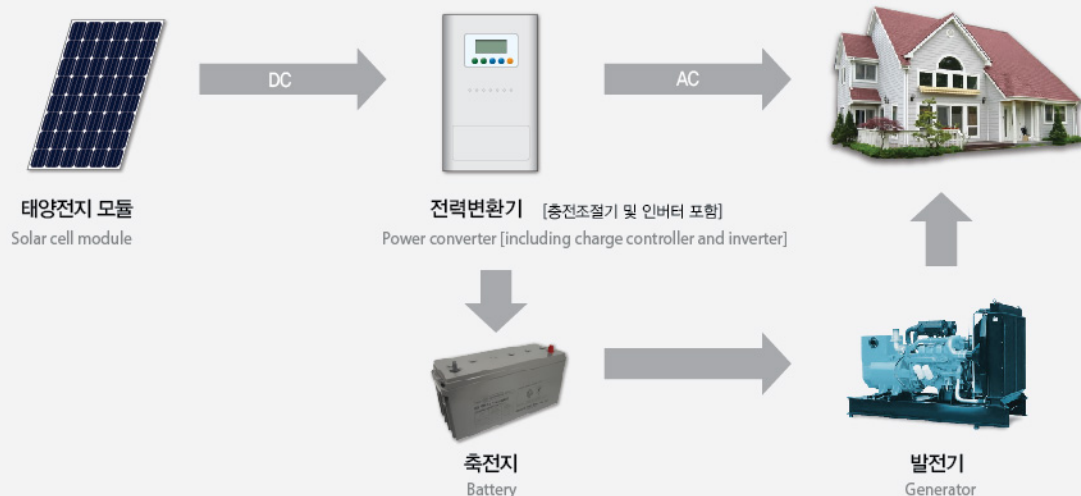 DC
AC
태양전지 모듈
Solar cell module
전력변환기 [충전조절기 및 인버터 포함]
Power converter [including charge controller and inverter]
축전지
Battery
발전기
Generator